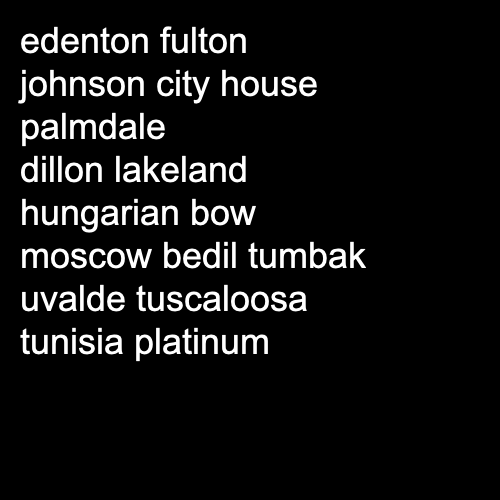 edenton fulton
johnson city house
palmdale
dillon lakeland
hungarian bow
moscow bedil tumbak
uvalde tuscaloosa
tunisia platinum